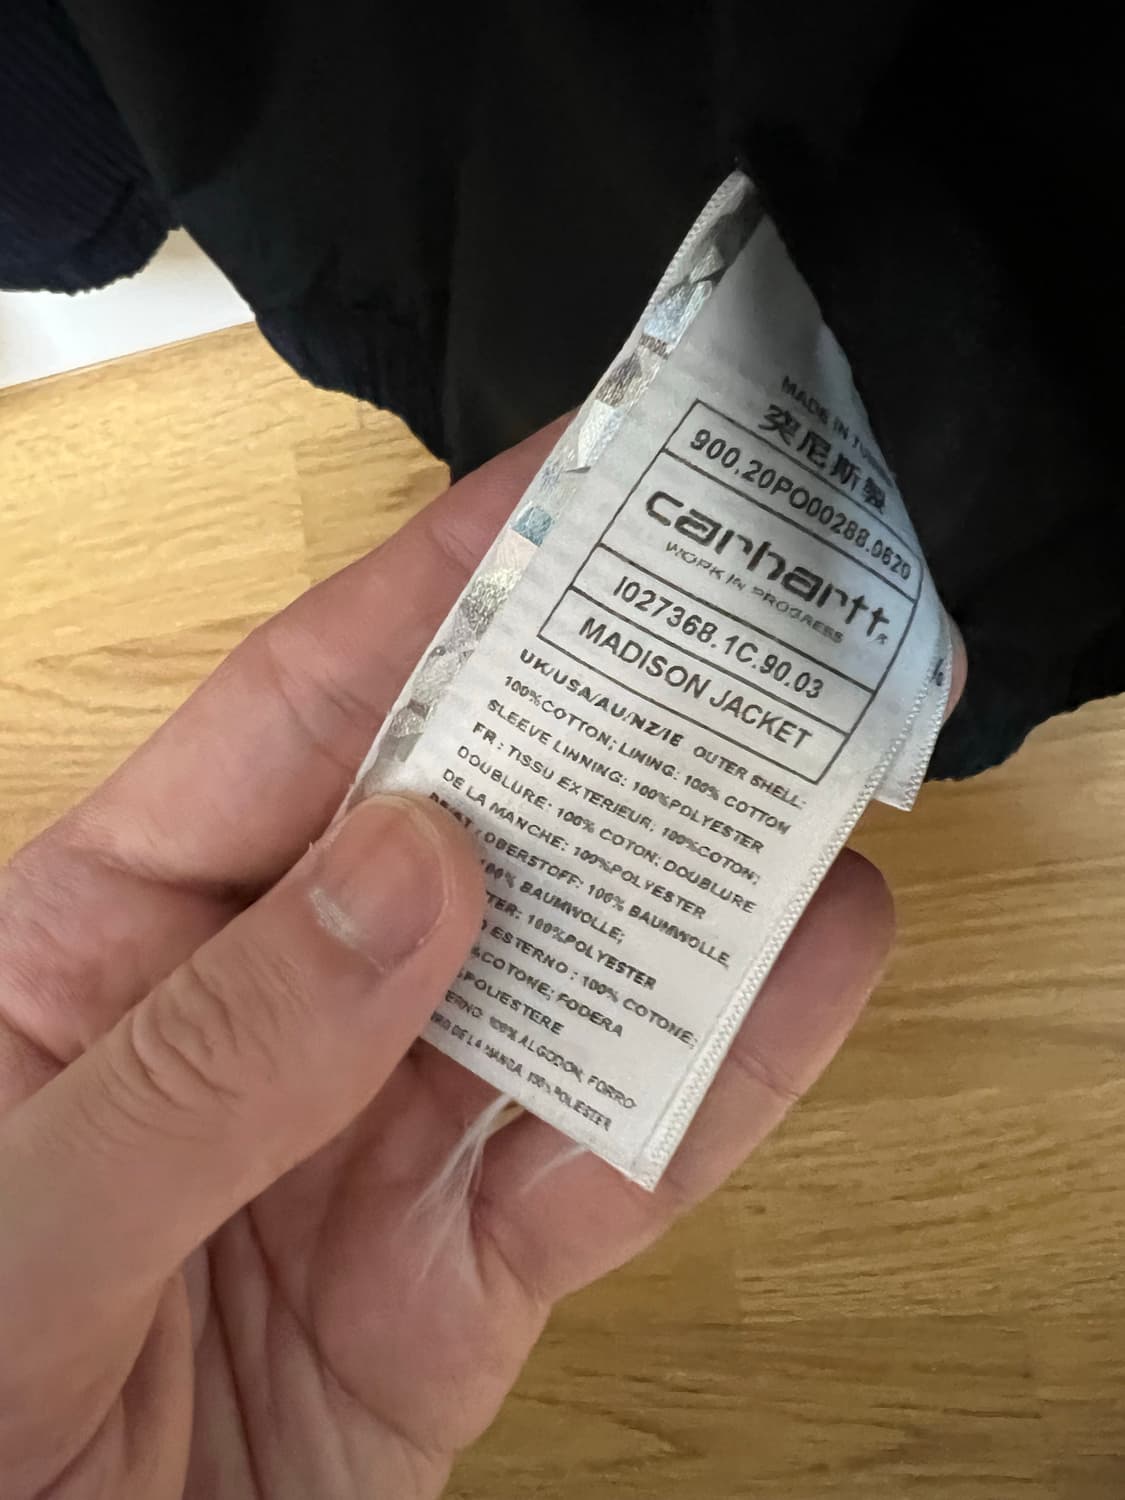 MADE IN
突尼斯製
900.20PO00288.0620
carhartt
WORK IN PROGRESS
I027368.1C.90.03
MADISON JACKET
UK/USA/AU/NZ/IE OUTER SHELL:
100%COTTON; LINING: 100% COTTON
SLEEVE LINNING: 100%POLYESTER
FR : TISSU EXTERIEUR: 100%COTON;
DOUBLURE: 100% COTON; DOUBLURE
DE LA MANCHE: 100%POLYESTER
OBERSTOFF: 100% BAUMWOLLE,
100% BAUMWOLLE;
100%POLYESTER
ESTERNO : 100% COTONE;
COTONE; FODERA
POLIESTERE
100% ALGODON, FORRO
DE LA MANGA, 100% POLIESTER